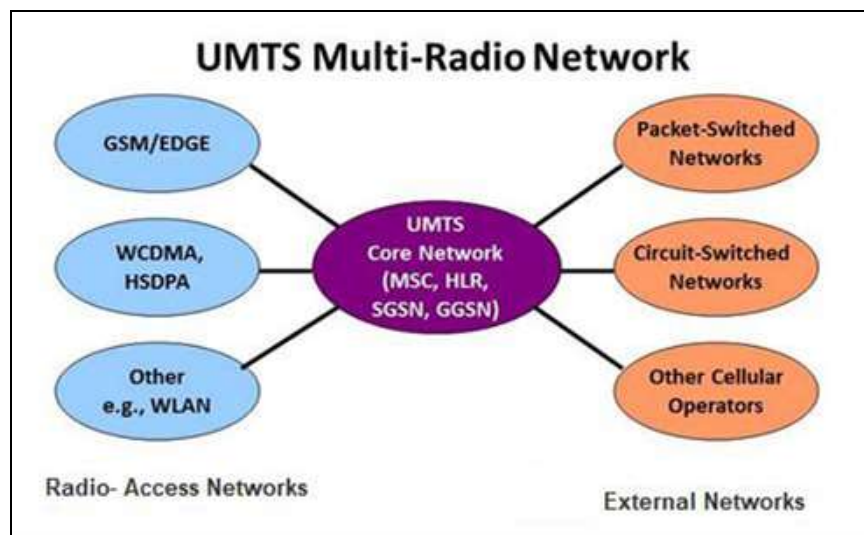 UMTS Multi-Radio Network
GSM/EDGE
WCDMA,
HSDPA
Other
e.g., WLAN
Radio- Access Networks
UMTS
Core Network
(MSC, HLR,
SGSN, GGSN)
Packet-Switched
Networks
Circuit-Switched
Networks
Other Cellular
Operators
External Networks